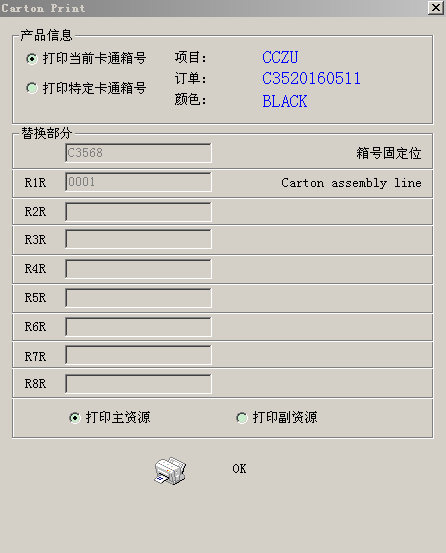 Carton Print
产品信息
打印当前卡通箱号
项目: CCZU
打印特定卡通箱号
订单: C3520160511
颜色: BLACK
替换部分
C3568 箱号固定位
R1R 0001 Carton assembly line
R2R
R3R
R4R
R5R
R6R
R7R
R8R
打印主资源 打印副资源
OK